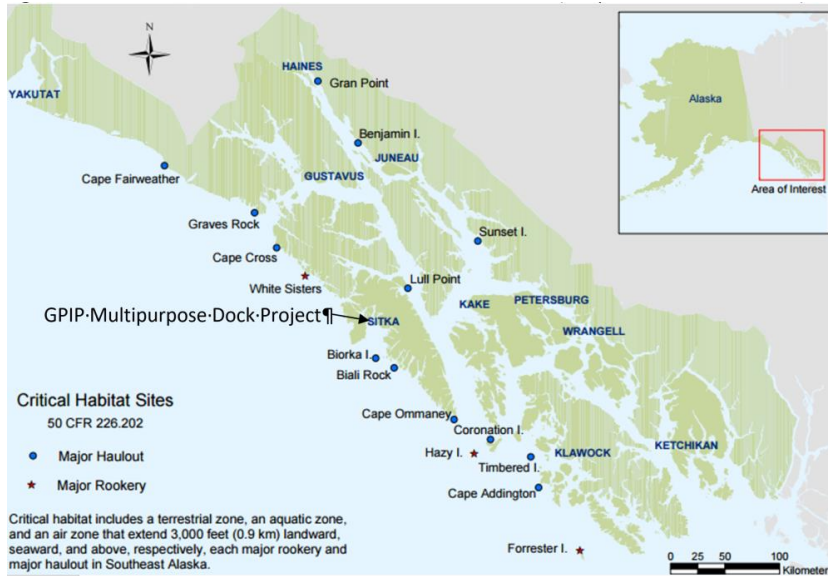 N
HAINES
Gran Point
YAKUTAT
Alaska
Benjamin I.
JUNEAU
Cape Fairweather
GUSTAVUS
Area of Interest
Graves Rock
Sunset I.
Cape Cross
Lull Point
White Sisters
KAKE
PETERSBURG
GPIP·Multipurpose·Dock·Project¶
SITKA
WRANGELL
Biorka I.
Biali Rock
Critical Habitat Sites
50 CFR 226.202
Cape Ommaney
Coronation I.
Major Haulout
Hazy I.
KLAWOCK
KETCHIKAN
Timbered I.
Major Rookery
Cape Addington
Critical habitat includes a terrestrial zone, an aquatic zone,
and an air zone that extend 3,000 feet (0.9 km) landward,
seaward, and above, respectively, each major rookery and
major haulout in Southeast Alaska.
Forrester I.
0 25 50 100
Kilometer